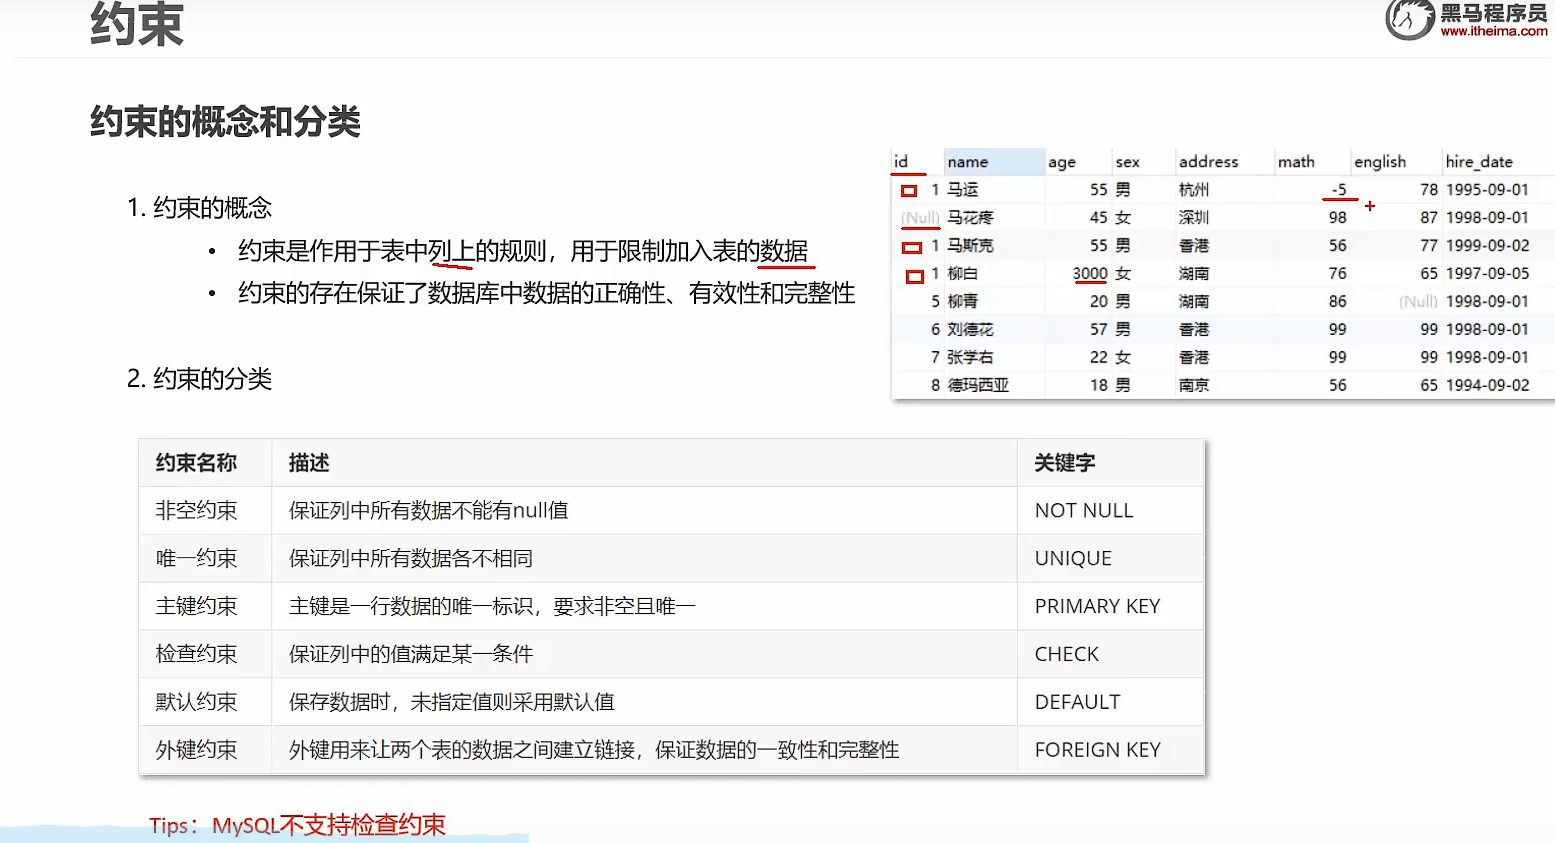 约束
黑马程序员
www.itheima.com
约束的概念和分类
1. 约束的概念
• 约束是作用于表中列上的规则，用于限制加入表的数据
• 约束的存在保证了数据库中数据的正确性、有效性和完整性
2. 约束的分类
id name age sex address math english hire_date
1 马运 55 男 杭州 -5 78 1995-09-01
(Null) 马花疼 45 女 深圳 98 87 1998-09-01
1 马斯克 55 男 香港 56 77 1999-09-02
1 柳白 3000 女 湖南 76 65 1997-09-05
5 柳青 20 男 湖南 86 (Null) 1998-09-01
6 刘德花 57 男 香港 99 99 1998-09-01
7 张学右 22 女 香港 99 99 1998-09-01
8 德玛西亚 18 男 南京 56 65 1994-09-02
约束名称 描述 关键字
非空约束 保证列中所有数据不能有null值 NOT NULL
唯一约束 保证列中所有数据各不相同 UNIQUE
主键约束 主键是一行数据的唯一标识，要求非空且唯一 PRIMARY KEY
检查约束 保证列中的值满足某一条件 CHECK
默认约束 保存数据时，未指定值则采用默认值 DEFAULT
外键约束 外键用来让两个表的数据之间建立链接，保证数据的一致性和完整性 FOREIGN KEY
Tips：MySQL不支持检查约束